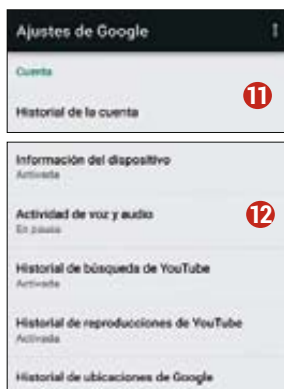 Ajustes de Google
Cuenta
Historial de la cuenta
11
Información del dispositivo
Activada
Actividad de voz y audio
En pausa
12
Historial de búsqueda de YouTube
Activada
Historial de reproducciones de YouTube
Activada
Historial de ubicaciones de Google